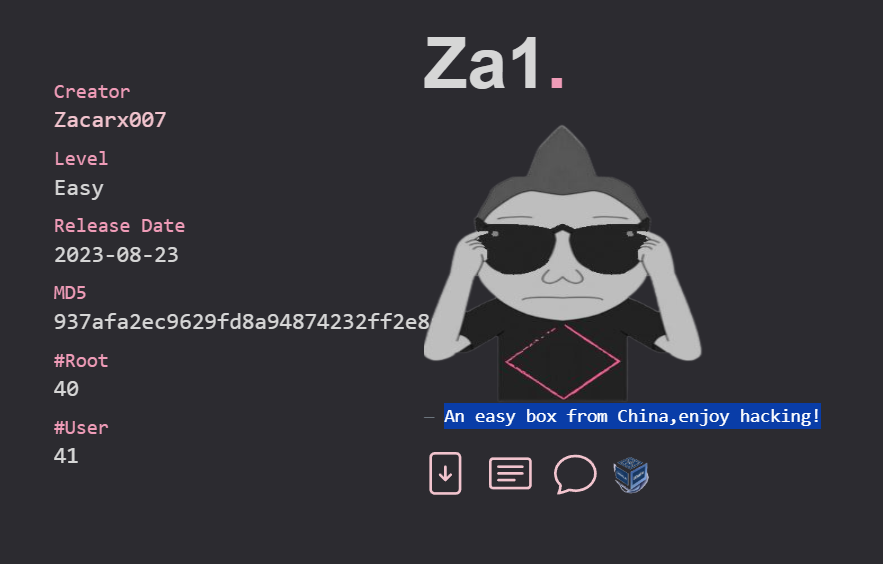 Za1.
Creator
Zacarx007
Level
Easy
Release Date
2023-08-23
MD5
937afa2ec9629fd8a94874232ff2e8
#Root
40
— An easy box from China,enjoy hacking!
#User
41